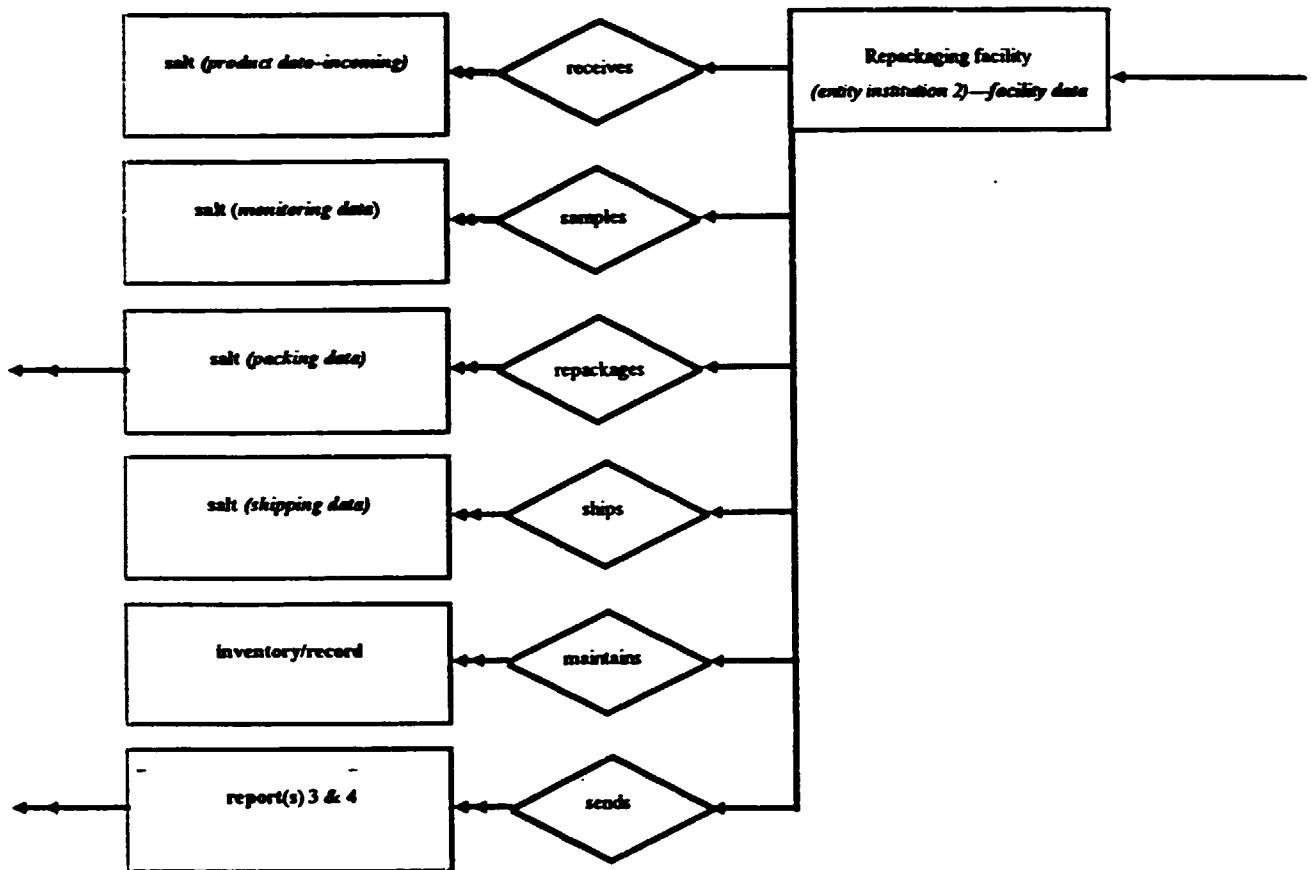 salt (product data-incoming)
receives
Repackaging facility
(entity institution 2)—facility data
salt (monitoring data)
samples
salt (packing data)
repackages
salt (shipping data)
ships
inventory/record
maintains
report(s) 3 & 4
sends